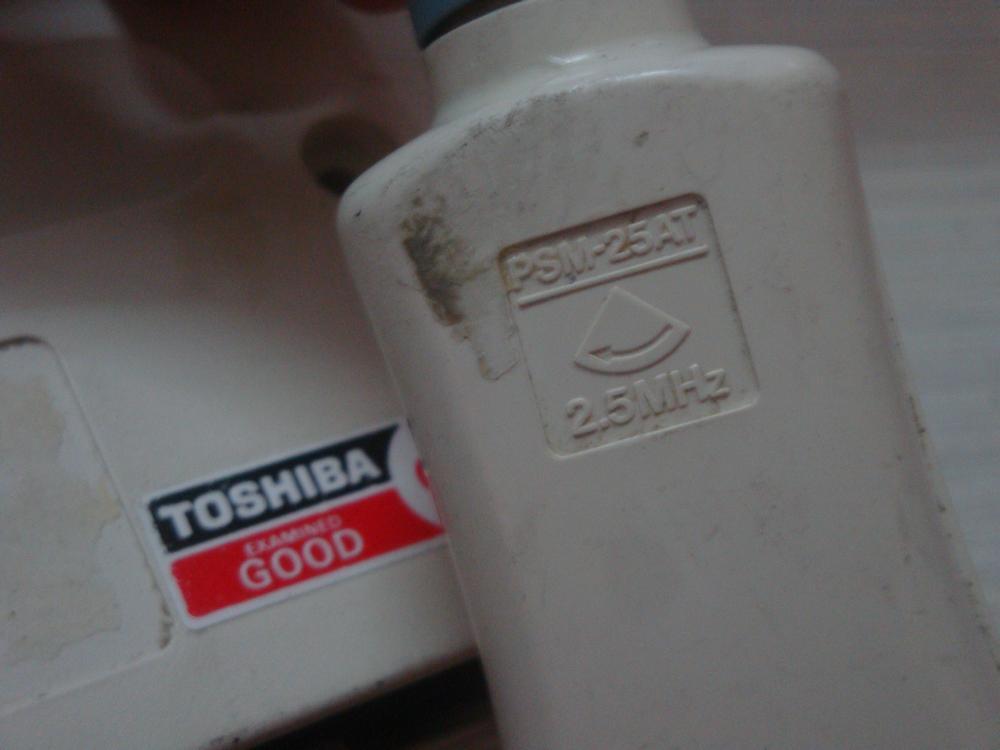 PSM-25AT
2.5MHz
TOSHIBA
EXAMINED
GOOD